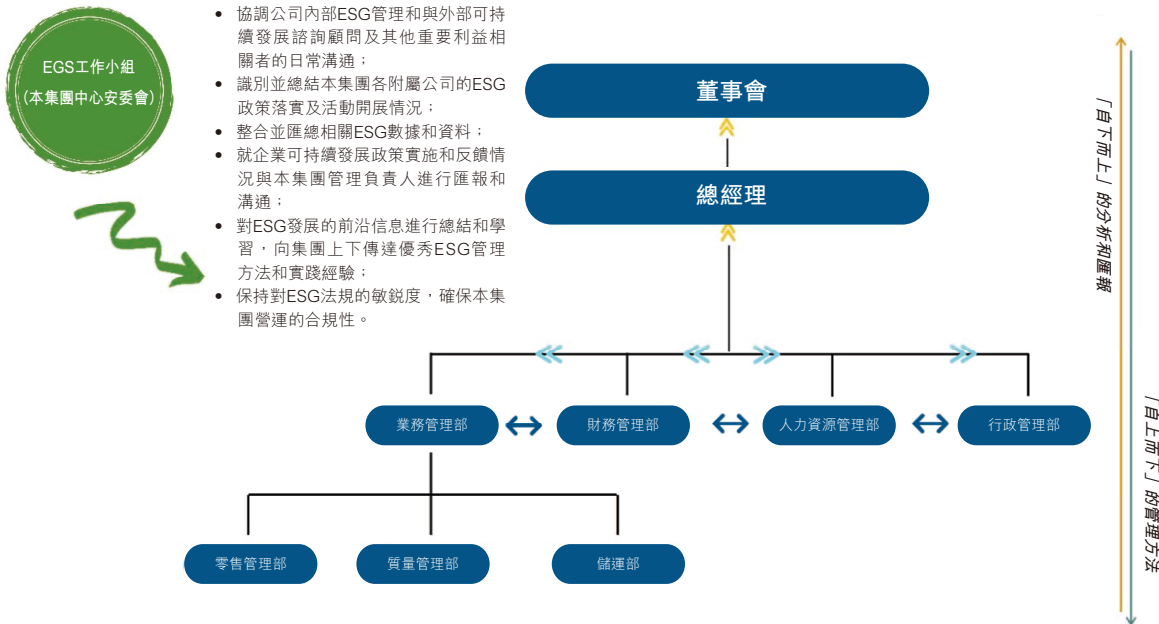 EGS工作小組
(本集團中心安委會)
• 協調公司內部ESG管理和與外部可持
續發展諮詢顧問及其他重要利益相
關者的日常溝通；
• 識別並總結本集團各附屬公司的ESG
政策落實及活動開展情況；
• 整合並匯總相關ESG數據和資料；
• 就企業可持續發展政策實施和反饋情
況與本集團管理負責人進行匯報和
溝通；
• 對ESG發展的前沿信息進行總結和學
習，向集團上下傳達優秀ESG管理
方法和實踐經驗；
• 保持對ESG法規的敏銳度，確保本集
團營運的合規性。
董事會
總經理
業務管理部
財務管理部
人力資源管理部
行政管理部
零售管理部
質量管理部
儲運部
「自下而上」的分析和匯報
「自上而下」的管理方法